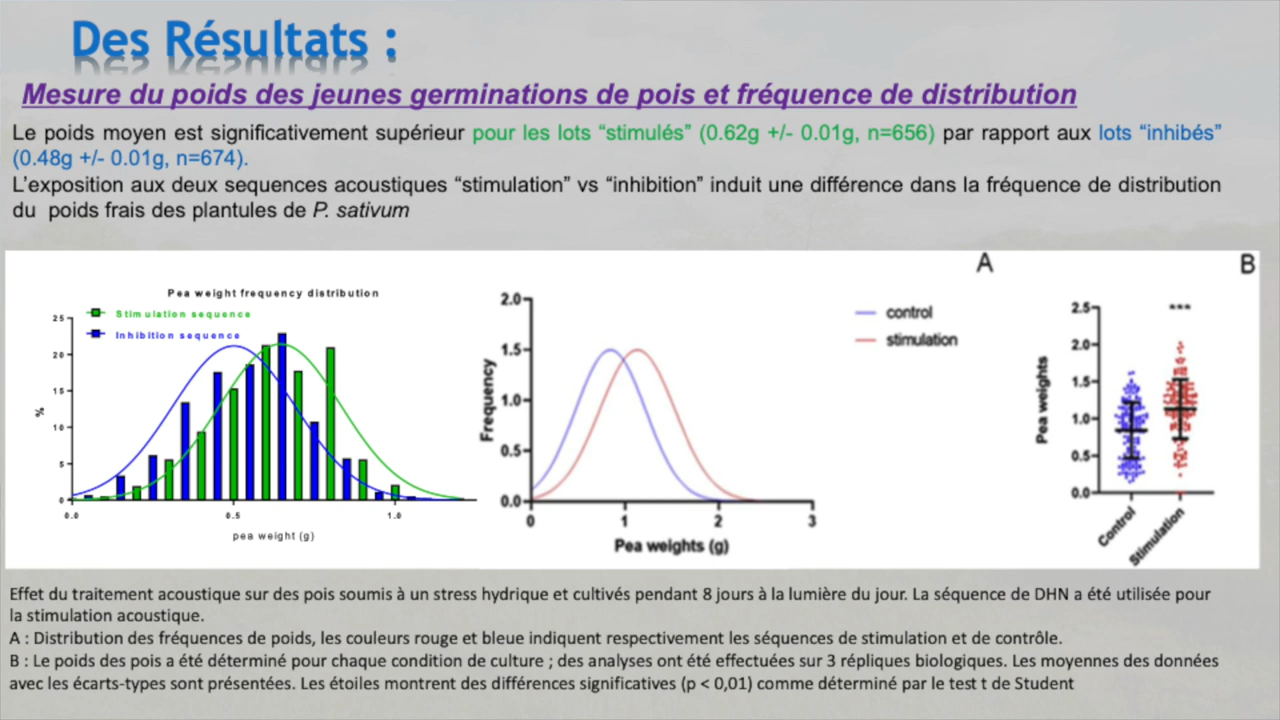 Des Résultats :
Mesure du poids des jeunes germinations de pois et fréquence de distribution
Le poids moyen est significativement supérieur pour les lots “stimulés” (0.62g +/- 0.01g, n=656) par rapport aux lots “inhibés”
(0.48g +/- 0.01g, n=674).
L’exposition aux deux sequences acoustiques “stimulation” vs “inhibition” induit une différence dans la fréquence de distribution
du poids frais des plantules de P. sativum
Pea weight frequency distribution
Stimulation sequence
Inhibition sequence
25
20
15
10
5
0
%
0.0 0.5 1.0
pea weight (g)
A
control
stimulation
2.0
1.5
1.0
0.5
0.0
Frequency
0 1 2 3
Pea weights (g)
B
***
2.5
2.0
1.5
1.0
0.5
0.0
Pea weights
Control
Stimulation
Effet du traitement acoustique sur des pois soumis à un stress hydrique et cultivés pendant 8 jours à la lumière du jour. La séquence de DHN a été utilisée pour
la stimulation acoustique.
A : Distribution des fréquences de poids, les couleurs rouge et bleue indiquent respectivement les séquences de stimulation et de contrôle.
B : Le poids des pois a été déterminé pour chaque condition de culture ; des analyses ont été effectuées sur 3 répliques biologiques. Les moyennes des données
avec les écarts-types sont présentées. Les étoiles montrent des différences significatives (p < 0,01) comme déterminé par le test t de Student